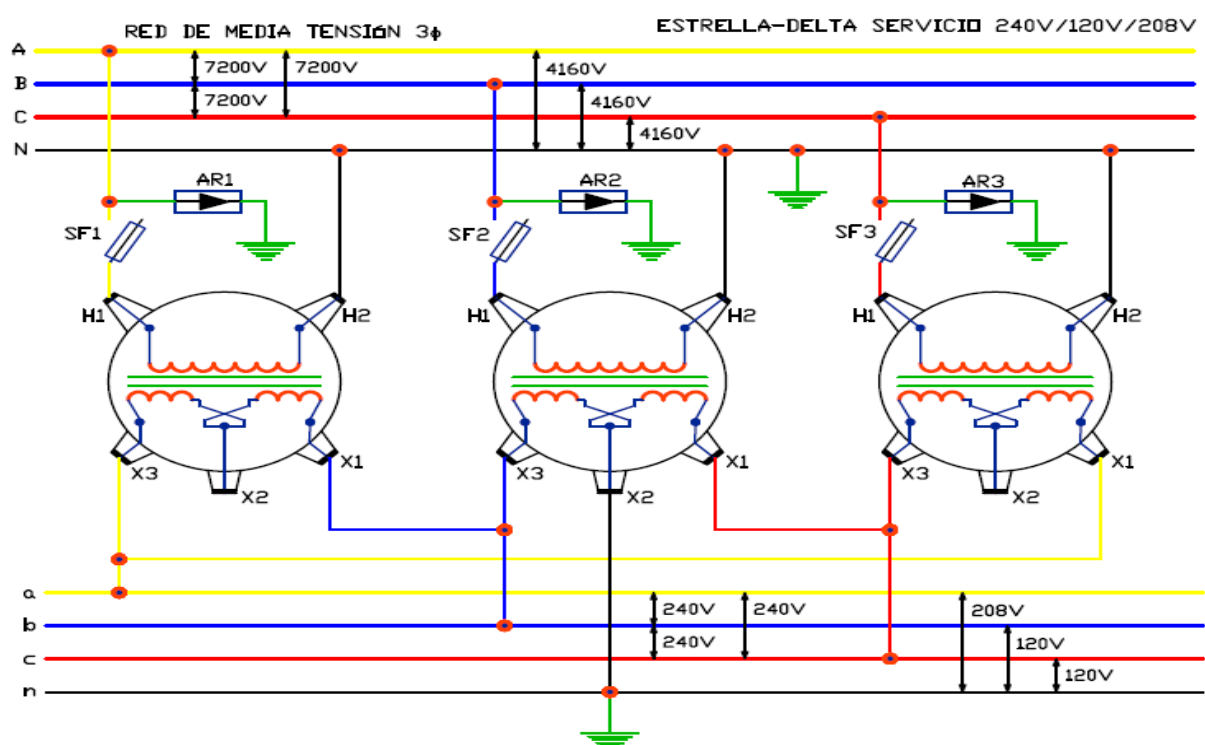 RED DE MEDIA TENSIóN 3ϕ
ESTRELLA-DELTA SERVICIO 240V/120V/208V
A
7200V
7200V
4160V
B
7200V
4160V
C
4160V
N
AR1
AR2
AR3
SF1
SF2
SF3
H1
H2
H1
H2
H1
H2
X3
X1
X3
X1
X3
X1
X2
X2
X2
a
240V
240V
208V
b
240V
120V
c
120V
n